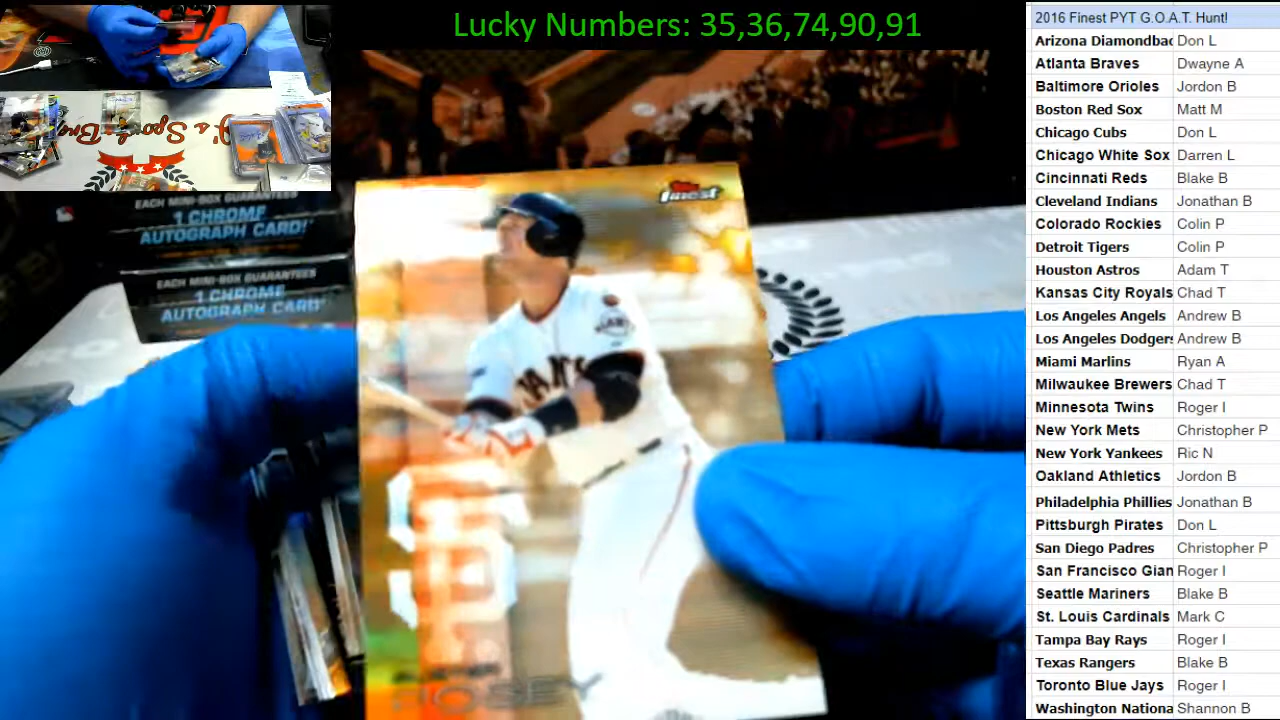 Lucky Numbers: 35,36,74,90,91
2016 Finest PYT G.O.A.T. Hunt!
Arizona Diamondbac Don L
Atlanta Braves Dwayne A
Baltimore Orioles Jordon B
Boston Red Sox Matt M
Chicago Cubs Don L
Chicago White Sox Darren L
Cincinnati Reds Blake B
Cleveland Indians Jonathan B
Colorado Rockies Colin P
Detroit Tigers Colin P
Houston Astros Adam T
Kansas City Royals Chad T
Los Angeles Angels Andrew B
Los Angeles Dodgers Andrew B
Miami Marlins Ryan A
Milwaukee Brewers Chad T
Minnesota Twins Roger I
New York Mets Christopher P
New York Yankees Ric N
Oakland Athletics Jordon B
Philadelphia Phillies Jonathan B
Pittsburgh Pirates Don L
San Diego Padres Christopher P
San Francisco Gian Roger I
Seattle Mariners Blake B
St. Louis Cardinals Mark C
Tampa Bay Rays Roger I
Texas Rangers Blake B
Toronto Blue Jays Roger I
Washington Nationa Shannon B
EACH MINI-BOX GUARANTEES
1 CHROME
AUTOGRAPH CARD!
EACH MINI-BOX GUARANTEES
1 CHROME
AUTOGRAPH CARD!
Topps
finest